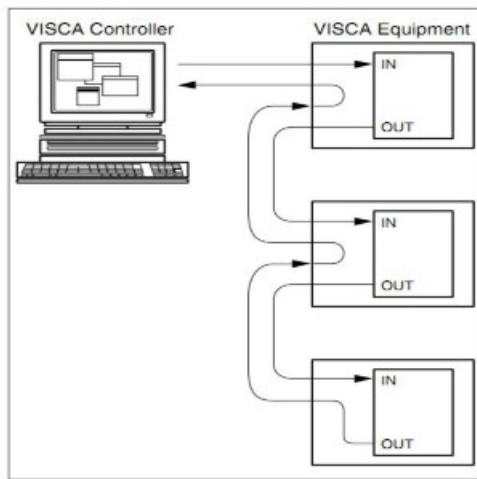 VISCA Controller
VISCA Equipment
IN
OUT
IN
OUT
IN
OUT